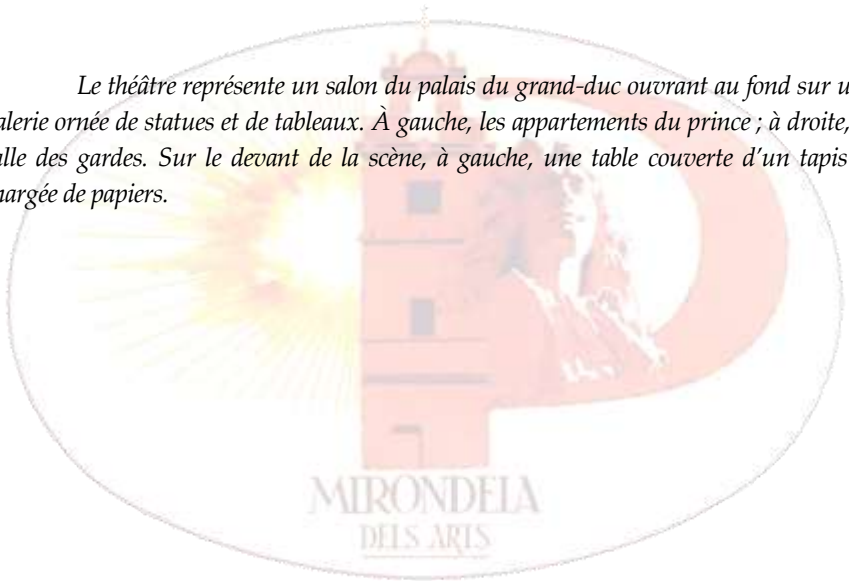 Le théâtre représente un salon du palais du grand-duc ouvrant au fond sur u
alerie ornée de statues et de tableaux. À gauche, les appartements du prince ; à droite,
alle des gardes. Sur le devant de la scène, à gauche, une table couverte d’un tapis
hargée de papiers.
MIRONDELA
DELS ARTS